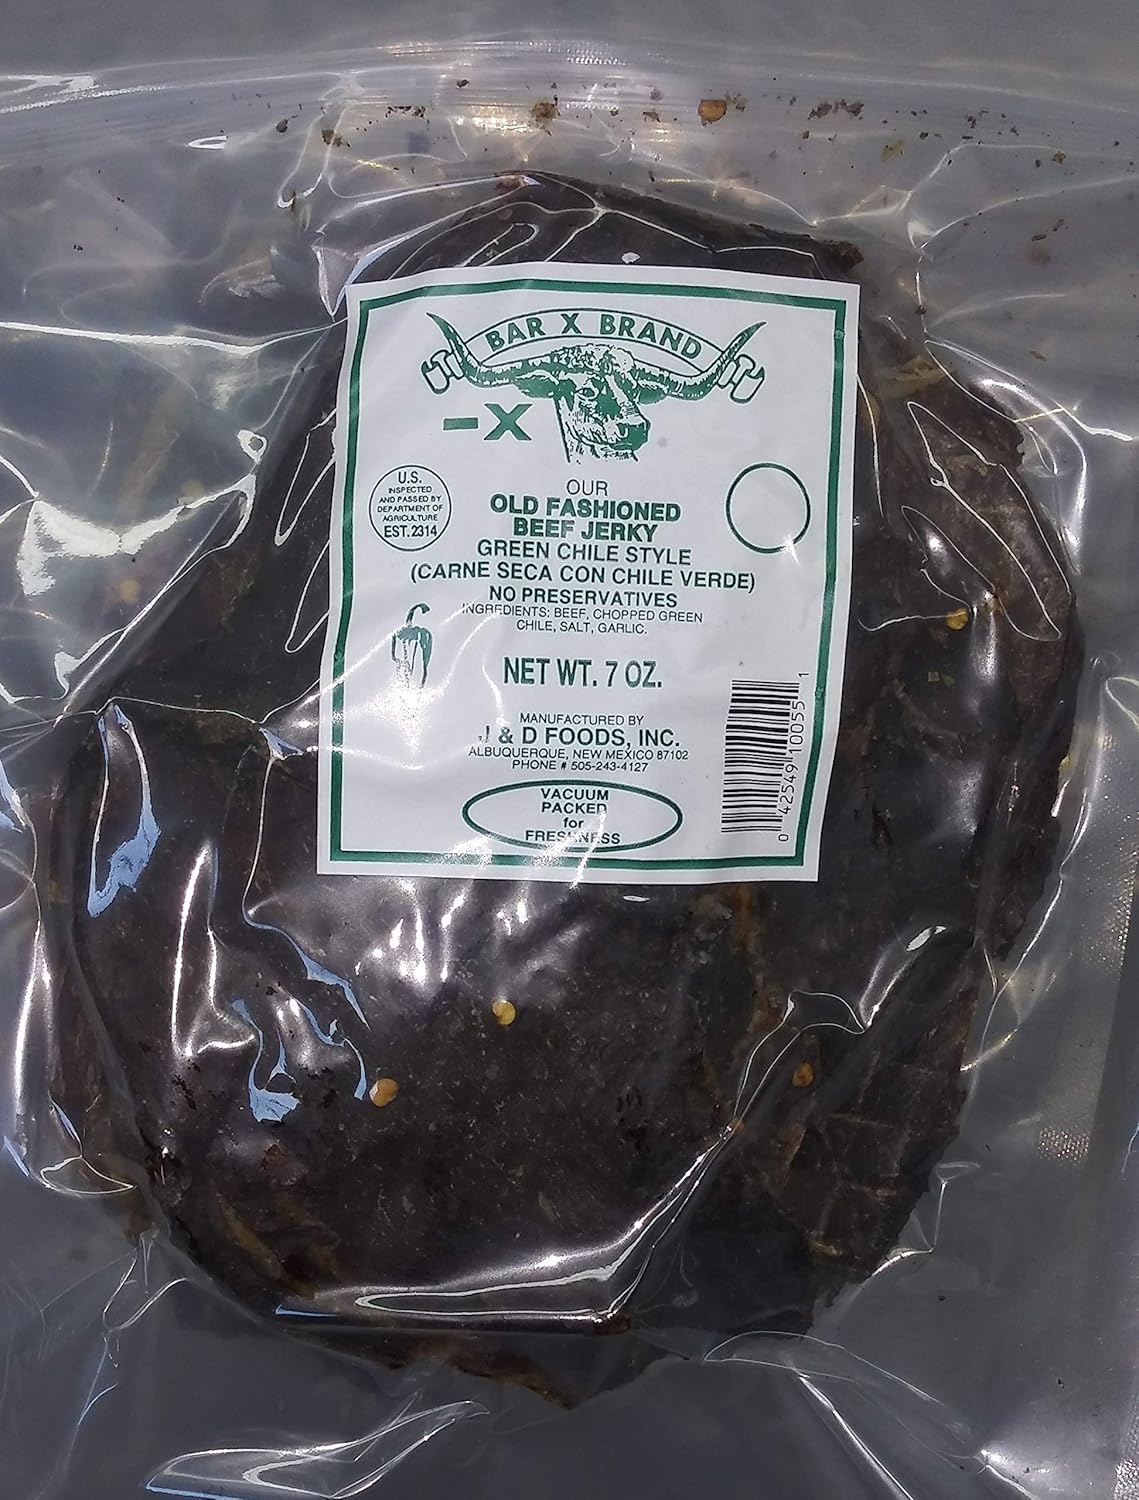 BAR X BRAND
-X
U.S.
INSPECTED
AND PASSED BY
DEPARTMENT OF
AGRICULTURE
EST. 2314
OUR
OLD FASHIONED
BEEF JERKY
GREEN CHILE STYLE
(CARNE SECA CON CHILE VERDE)
NO PRESERVATIVES
INGREDIENTS: BEEF, CHOPPED GREEN
CHILE, SALT, GARLIC.
NET WT. 7 OZ.
MANUFACTURED BY
J & D FOODS, INC.
ALBUQUERQUE, NEW MEXICO 87102
PHONE # 505-243-4127
VACUUM
PACKED
for
FRESHNESS
0 42549 10055 1